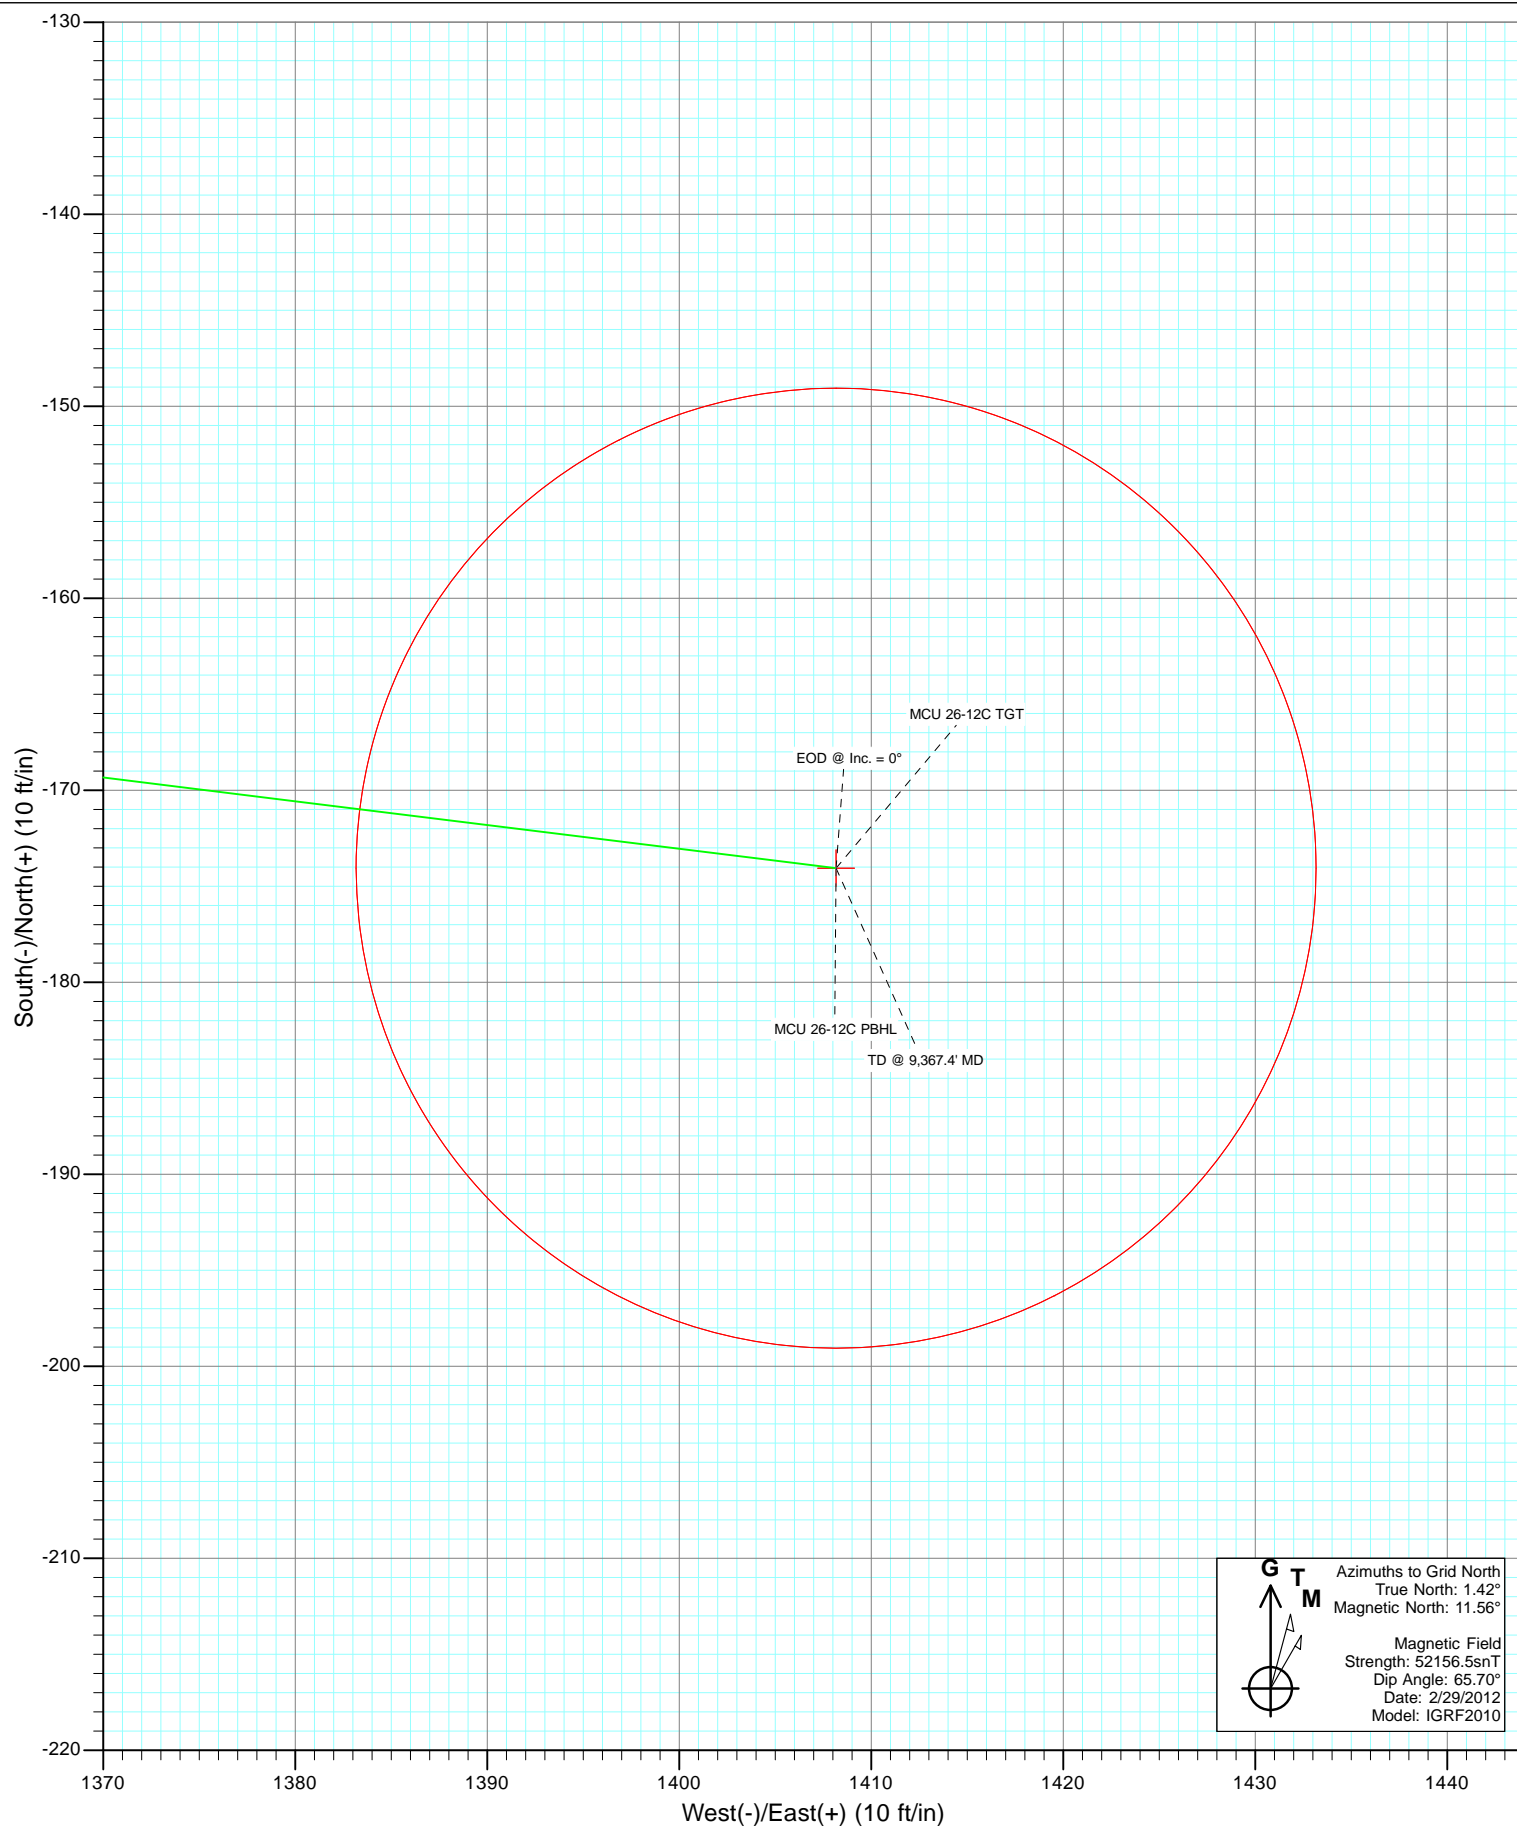 -130
-140
-150
-160
-170
-180
-190
-200
-210
-220
South(-)/North(+) (10 ft/in)
MCU 26-12C TGT
EOD @ Inc. = 0°
MCU 26-12C PBHL
TD @ 9,367.4' MD
G
T
M
Azimuths to Grid North
True North: 1.42°
Magnetic North: 11.56°
Magnetic Field
Strength: 52156.5snT
Dip Angle: 65.70°
Date: 2/29/2012
Model: IGRF2010
1370
1380
1390
1400
1410
1420
1430
1440
West(-)/East(+) (10 ft/in)